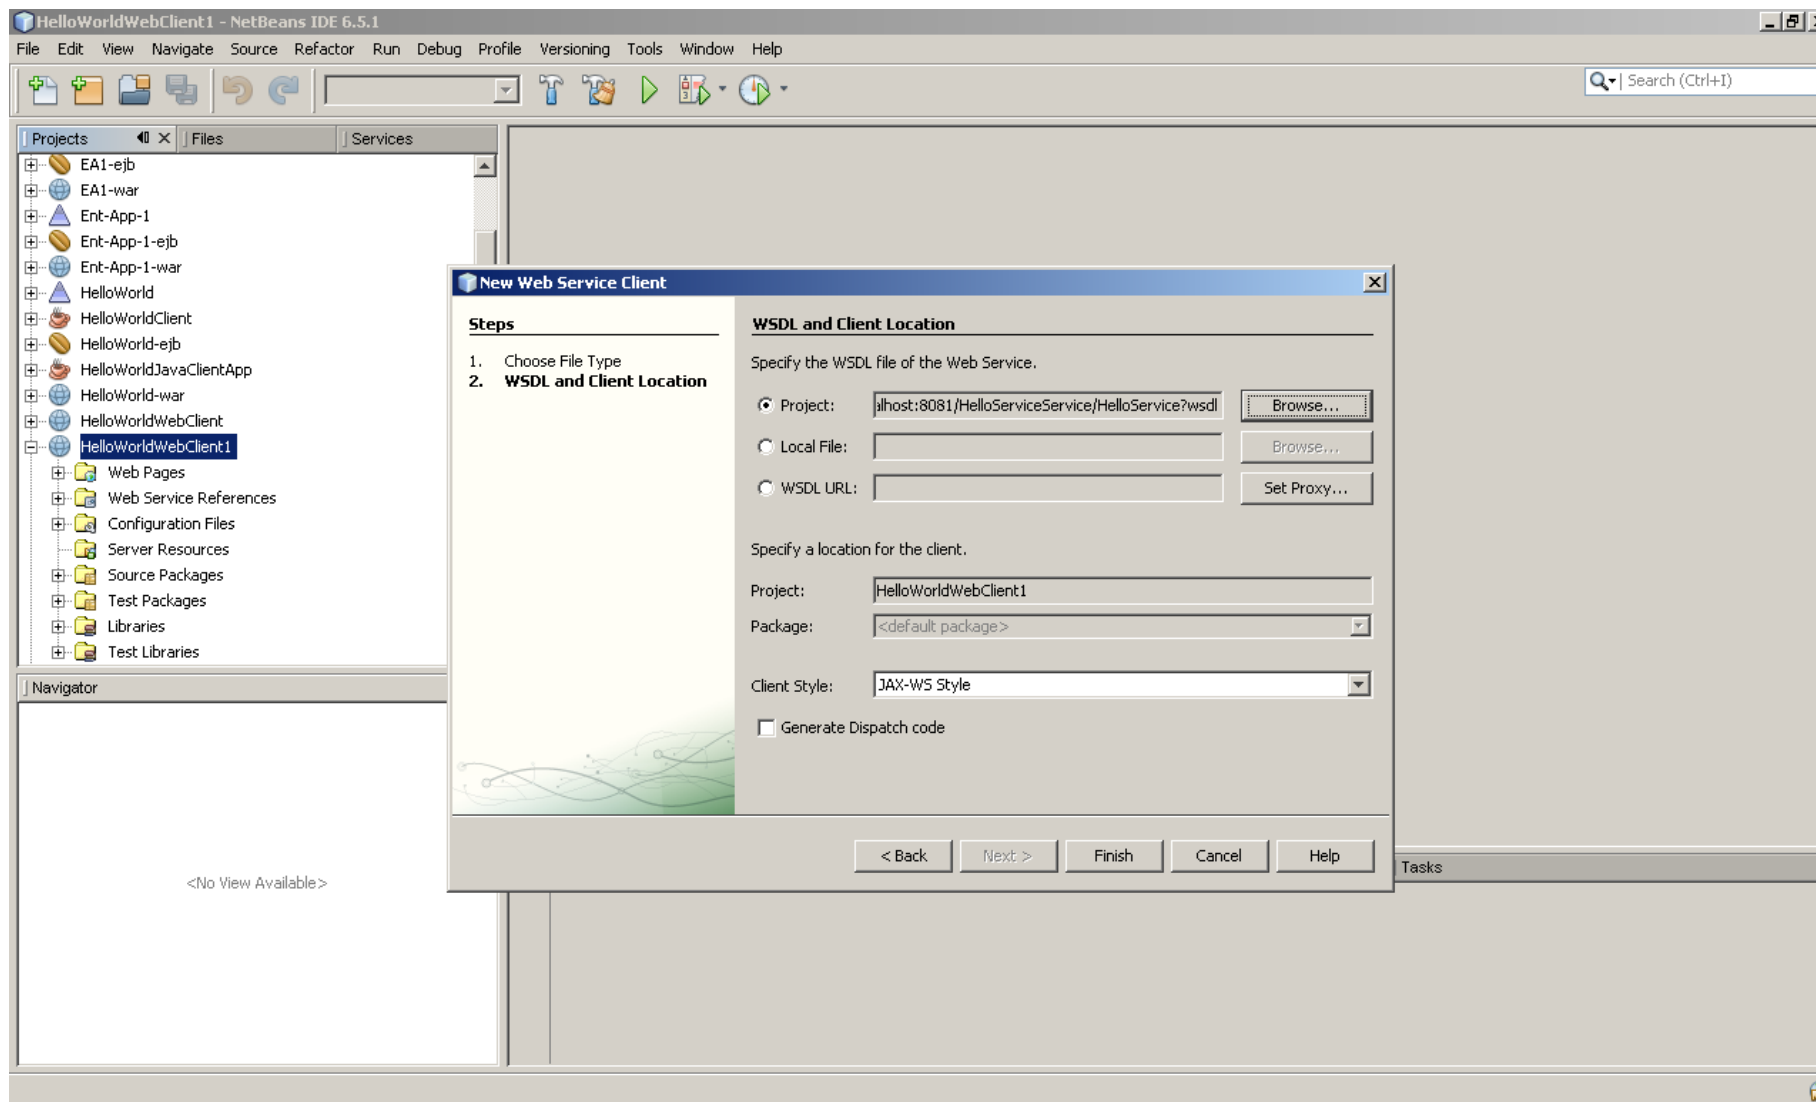 HelloWorldWebClient1 - NetBeans IDE 6.5.1
File Edit View Navigate Source Refactor Run Debug Profile Versioning Tools Window Help
Search (Ctrl+I)
Projects Files Services
EA1-ejb
EA1-war
Ent-App-1
Ent-App-1-ejb
Ent-App-1-war
HelloWorld
HelloWorldClient
HelloWorld-ejb
HelloWorldJavaClientApp
HelloWorld-war
HelloWorldWebClient
HelloWorldWebClient1
Web Pages
Web Service References
Configuration Files
Server Resources
Source Packages
Test Packages
Libraries
Test Libraries
Navigator
<No View Available>
New Web Service Client
Steps
1. Choose File Type
2. WSDL and Client Location
WSDL and Client Location
Specify the WSDL file of the Web Service.
Project: alhost:8081/HelloServiceService/HelloService?wsdl Browse...
Local File: Browse...
WSDL URL: Set Proxy...
Specify a location for the client.
Project: HelloWorldWebClient1
Package: <default package>
Client Style: JAX-WS Style
Generate Dispatch code
< Back Next > Finish Cancel Help
Tasks